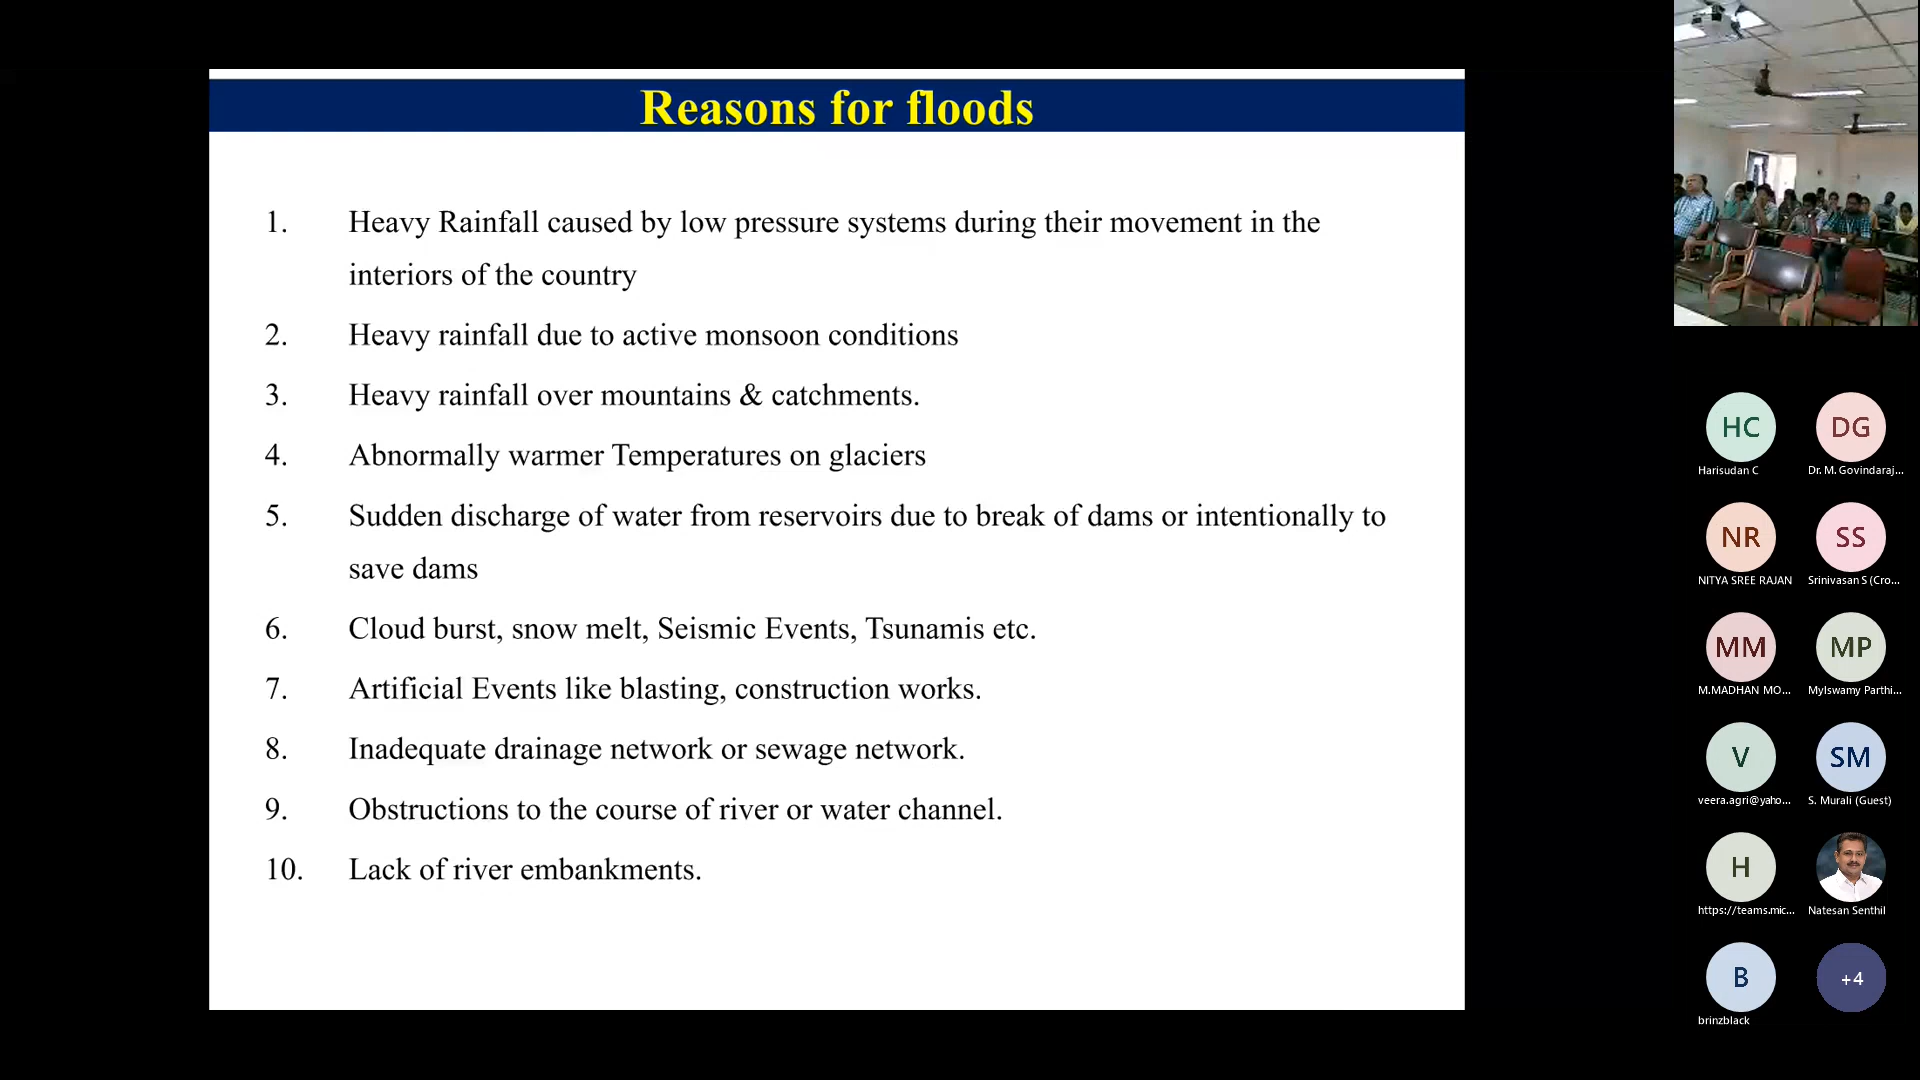 Reasons for floods
1. Heavy Rainfall caused by low pressure systems during their movement in the
interiors of the country
2. Heavy rainfall due to active monsoon conditions
3. Heavy rainfall over mountains & catchments.
4. Abnormally warmer Temperatures on glaciers
5. Sudden discharge of water from reservoirs due to break of dams or intentionally to
save dams
6. Cloud burst, snow melt, Seismic Events, Tsunamis etc.
7. Artificial Events like blasting, construction works.
8. Inadequate drainage network or sewage network.
9. Obstructions to the course of river or water channel.
10. Lack of river embankments.
HC DG
Harisudan C Dr. M. Govindaraj...
NR SS
NITYA SREE RAJAN Srinivasan S (Cro...
MM MP
M.MADHAN MO... Mylswamy Parthi...
V SM
veera.agri@yaho... S. Murali (Guest)
H
https://teams.mic... Natesan Senthil
B +4
brinzblack